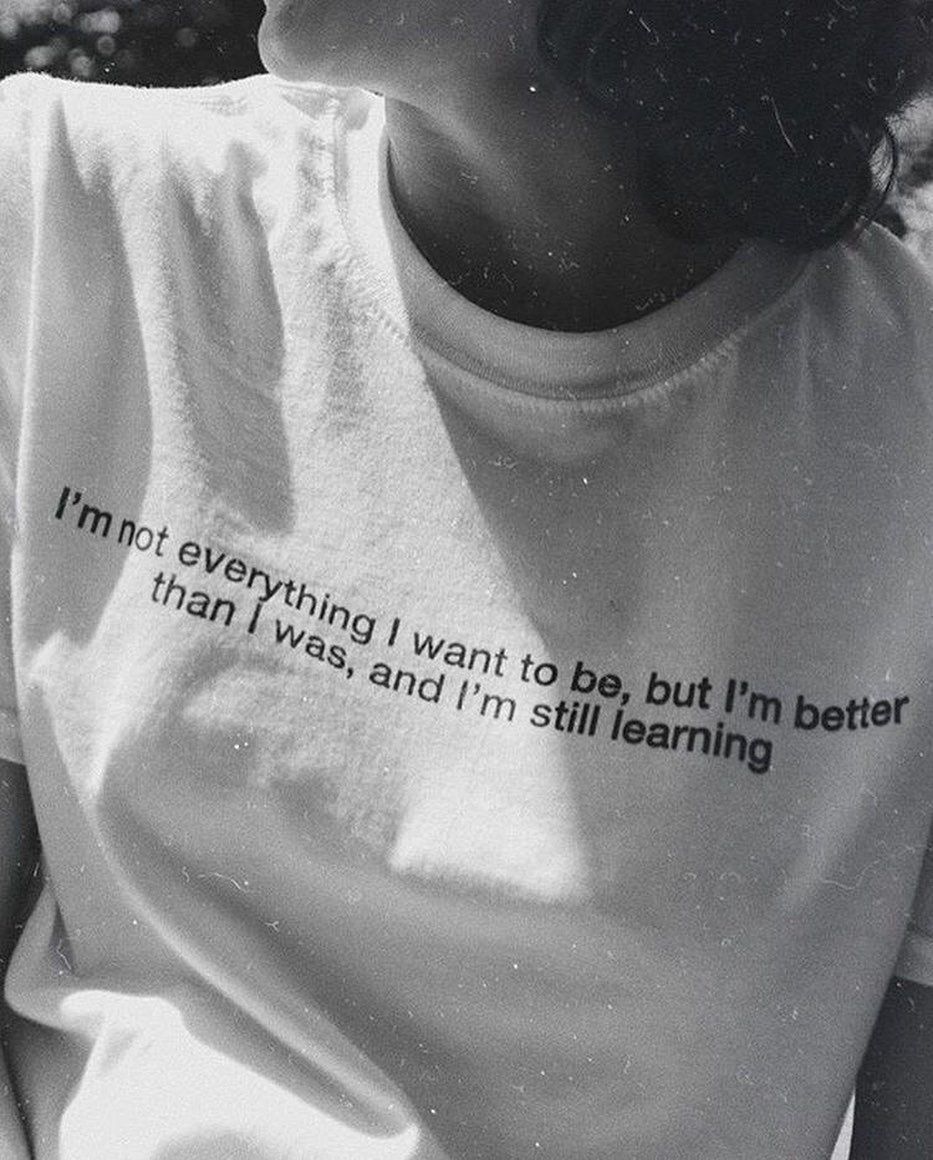 I'm not everything I want to be, but I'm better
than I was, and I'm still learning